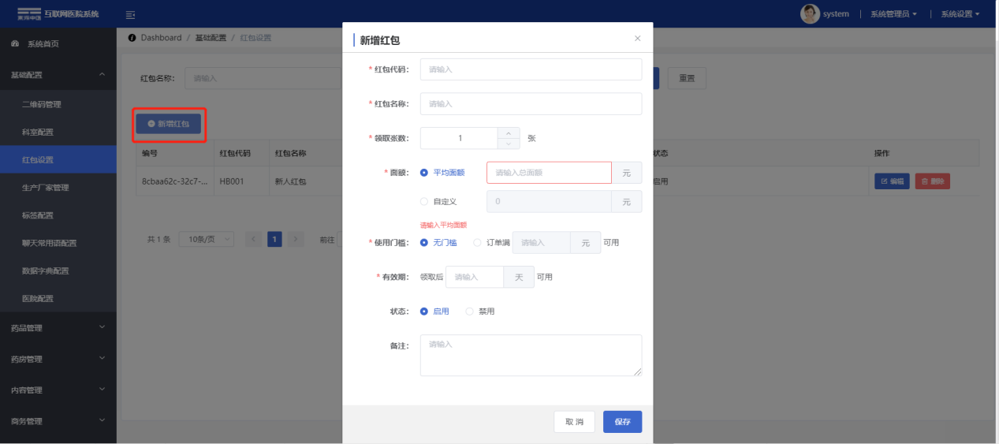 東海中医 互联网医院系统
system | 系统管理员 | 系统设置
系统首页
基础配置
二维码管理
科室配置
红包设置
生产厂家管理
标签配置
聊天常用语配置
数据字典配置
医院配置
药品管理
药房管理
内容管理
商务管理
Dashboard / 基础配置 / 红包设置
红包名称： 请输入
重置
新增红包
编号 红包代码 红包名称 状态 操作
8cbaa62c-32c7-... HB001 新人红包 启用 编辑 删除
共 1 条 10条/页 1 前往
新增红包
* 红包代码： 请输入
* 红包名称： 请输入
* 领取张数： 1 张
* 面额： 平均面额 请输入总面额 元
自定义 0 元
请输入平均面额
* 使用门槛： 无门槛 订单满 请输入 元 可用
* 有效期： 领取后 请输入 天 可用
状态： 启用 禁用
备注： 请输入
取 消 保存